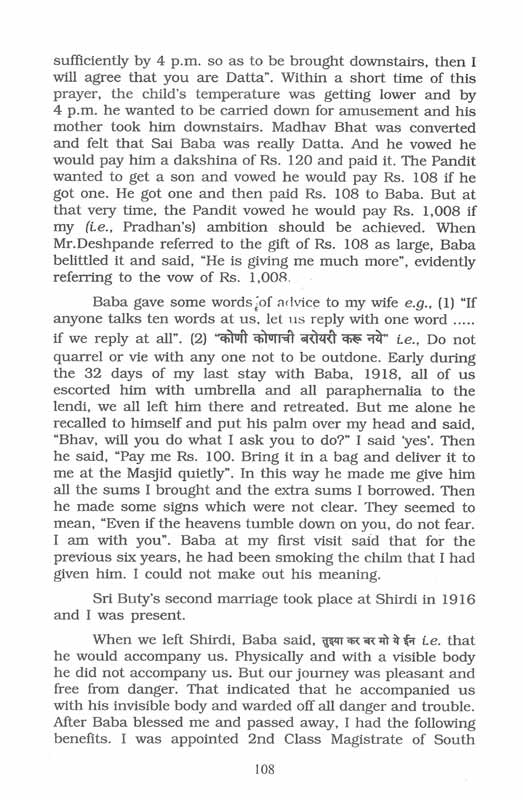 sufficiently by 4 p.m. so as to be brought downstairs, then I
will agree that you are Datta". Within a short time of this
prayer, the child's temperature was getting lower and by
4 p.m. he wanted to be carried down for amusement and his
mother took him downstairs. Madhav Bhat was converted
and felt that Sai Baba was really Datta. And he vowed he
would pay him a dakshina of Rs. 120 and paid it. The Pandit
wanted to get a son and vowed he would pay Rs. 108 if he
got one. He got one and then paid Rs. 108 to Baba. But at
that very time, the Pandit vowed he would pay Rs. 1,008 if
my (i.e., Pradhan's) ambition should be achieved. When
Mr.Deshpande referred to the gift of Rs. 108 as large, Baba
belittled it and said, "He is giving me much more", evidently
referring to the vow of Rs. 1,008.
Baba gave some words of advice to my wife e.g., (1) "If
anyone talks ten words at us, let us reply with one word .....
if we reply at all". (2) "कोणी कोणाची बरोयरी करू नये" i.e., Do not
quarrel or vie with any one not to be outdone. Early during
the 32 days of my last stay with Baba, 1918, all of us
escorted him with umbrella and all paraphernalia to the
lendi, we all left him there and retreated. But me alone he
recalled to himself and put his palm over my head and said,
"Bhav, will you do what I ask you to do?" I said 'yes'. Then
he said, "Pay me Rs. 100. Bring it in a bag and deliver it to
me at the Masjid quietly". In this way he made me give him
all the sums I brought and the extra sums I borrowed. Then
he made some signs which were not clear. They seemed to
mean, "Even if the heavens tumble down on you, do not fear.
I am with you". Baba at my first visit said that for the
previous six years, he had been smoking the chilm that I had
given him. I could not make out his meaning.
Sri Buty's second marriage took place at Shirdi in 1916
and I was present.
When we left Shirdi, Baba said, तुझ्या कर बर मो ये ईन i.e. that
he would accompany us. Physically and with a visible body
he did not accompany us. But our journey was pleasant and
free from danger. That indicated that he accompanied us
with his invisible body and warded off all danger and trouble.
After Baba blessed me and passed away, I had the following
benefits. I was appointed 2nd Class Magistrate of South
108